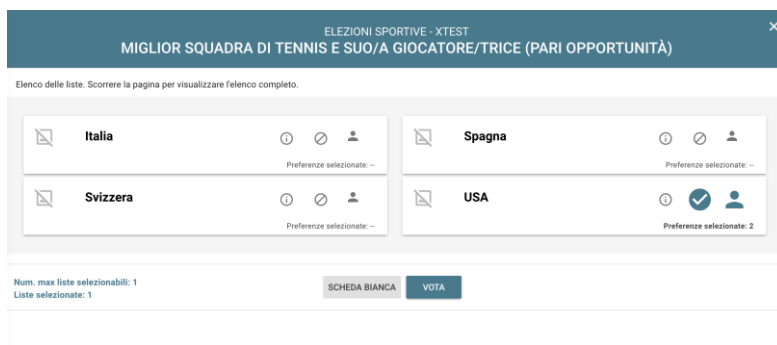 ELEZIONI SPORTIVE - XTEST
MIGLIOR SQUADRA DI TENNIS E SUO/A GIOCATORE/TRICE (PARI OPPORTUNITÀ)
Elenco delle liste. Scorrere la pagina per visualizzare l'elenco completo.
Italia
Preferenze selezionate: --
Spagna
Preferenze selezionate: --
Svizzera
Preferenze selezionate: --
USA
Preferenze selezionate: 2
Num. max liste selezionabili: 1
Liste selezionate: 1
SCHEDA BIANCA
VOTA